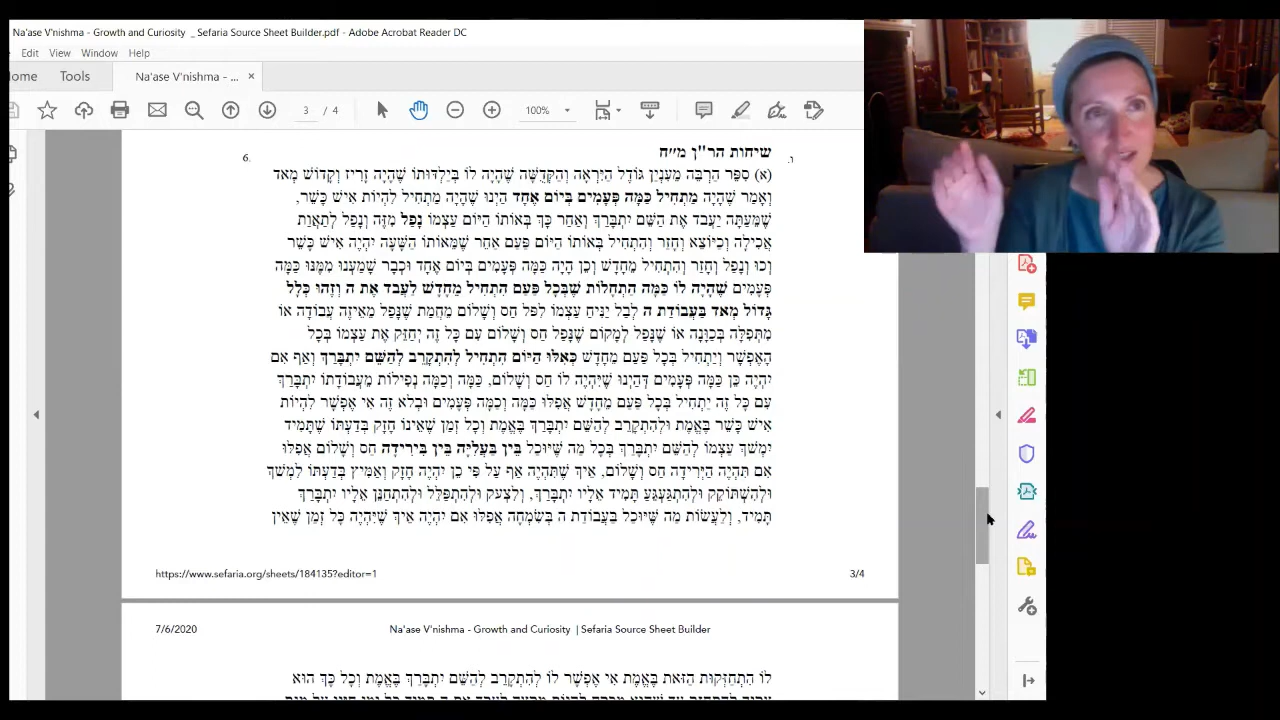 Na'ase V'nishma - Growth and Curiosity _ Sefaria Source Sheet Builder.pdf - Adobe Acrobat Reader DC
Edit View Window Help
ome Tools Na'ase V'nishma - ... ×
3 / 4 100%
שיחות הר"ן מ״ח
ו.
6.
(א) סִפֵּר הַרְבֵּה מֵעִנְיַן גּוֹדֶל הַיִּרְאָה וְהַקְּדֻשָּׁה שֶׁהָיָה לוֹ בְּיַלְדוּתוֹ שֶׁהָיָה זָרִיז וְקָדוֹשׁ מְאֹד
וְאָמַר שֶׁהָיָה מַתְחִיל כַּמָּה פְּעָמִים בְּיוֹם אֶחָד הַיְנוּ שֶׁהָיָה מַתְחִיל לִהְיוֹת אִישׁ כָּשֵׁר,
שֶׁמֵּעַתָּה יַעֲבֹד אֶת הַשֵּׁם יִתְבָּרַךְ וְאַחַר כָּךְ בְּאוֹתוֹ הַיּוֹם עַצְמוֹ נָפַל מִזֶּה וְנָפַל לְתַאֲוַת
אֲכִילָה וְכַיּוֹצֵא וְחָזַר וְהִתְחִיל בְּאוֹתוֹ הַיּוֹם פַּעַם אַחֵר שֶׁמֵּאוֹתוֹ הַשָּׁעָה יִהְיֶה אִישׁ כָּשֵׁר
וְכוּ וְנָפַל וְחָזַר וְהִתְחִיל מֵחָדָשׁ וְכֵן הָיָה כַּמָּה פְּעָמִים בְּיוֹם אֶחָד וּכְבָר שָׁמַעְנוּ מִמֶּנּוּ כַּמָּה
פְּעָמִים שֶׁהָיָה לוֹ כַּמָּה הַתְחָלוֹת שֶׁבְּכָל פַּעַם הִתְחִיל מֵחָדָשׁ לַעֲבֹד אֶת ה וְזֶהוּ כְּלָל
גָּדוֹל מְאֹד בַּעֲבוֹדַת ה לְבַל יַנִּיחַ עַצְמוֹ לִפֹּל חַס וְשָׁלוֹם מֵחֲמַת שֶׁנָּפַל מֵאֵיזֶה עֲבוֹדָה אוֹ
מִתְּפִלָּה בְּכַוָּנָה אוֹ שֶׁנָּפַל לְמָקוֹם שֶׁנָּפַל חַס וְשָׁלוֹם עִם כָּל זֶה יְחַזֵּק אֶת עַצְמוֹ בְּכָל
הָאֶפְשָׁר וְיַתְחִיל בְּכָל פַּעַם מֵחָדָשׁ כְּאִלּוּ הַיּוֹם הִתְחִיל לְהִתְקָרֵב לְהַשֵּׁם יִתְבָּרַךְ וְאַף אִם
יִהְיֶה כֵּן כַּמָּה פְּעָמִים דְּהַיְנוּ שֶׁיִּהְיֶה לוֹ חַס וְשָׁלוֹם, כַּמָּה וְכַמָּה נְפִילוֹת מֵעֲבוֹדָתוֹ יִתְבָּרַךְ
עִם כָּל זֶה יַתְחִיל בְּכָל פַּעַם מֵחָדָשׁ אֲפִלּוּ כַּמָּה וְכַמָּה פְּעָמִים וּבְלֹא זֶה אִי אֶפְשָׁר לִהְיוֹת
אִישׁ כָּשֵׁר בֶּאֱמֶת וּלְהִתְקָרֵב לְהַשֵּׁם יִתְבָּרַךְ בֶּאֱמֶת וְכָל זְמַן שֶׁאֵינוֹ חָזָק בְּדַעְתּוֹ שֶׁתָּמִיד
יִמְשֹׁךְ עַצְמוֹ לְהַשֵּׁם יִתְבָּרַךְ בְּכָל מַה שֶּׁיּוּכַל בֵּין בַּעֲלִיָּה בֵּין בִּירִידָה חַס וְשָׁלוֹם אֲפִלּוּ
אִם תִּהְיֶה הַיְרִידָה חַס וְשָׁלוֹם, אֵיךְ שֶׁתִּהְיֶה אַף עַל פִּי כֵן יִהְיֶה חָזָק וְאַמִּיץ בְּדַעְתּוֹ לִמְשֹׁךְ
וּלְהִשְׁתּוֹקֵק וּלְהִתְגַּעְגֵּעַ תָּמִיד אֵלָיו יִתְבָּרַךְ, וְלִצְעֹק וּלְהִתְפַּלֵּל וּלְהִתְחַנֵּן אֵלָיו יִתְבָּרַךְ
תָּמִיד, וְלַעֲשׂוֹת מַה שֶּׁיּוּכַל בַּעֲבוֹדַת ה בְּשִׂמְחָה אֲפִלּוּ אִם יִהְיֶה אֵיךְ שֶׁיִּהְיֶה כָּל זְמַן שֶׁאֵין
https://www.sefaria.org/sheets/184135?editor=1 3/4
7/6/2020 Na'ase V'nishma - Growth and Curiosity | Sefaria Source Sheet Builder
לוֹ הִתְחַזְּקוּת הַזֹּאת בֶּאֱמֶת אִי אֶפְשָׁר לוֹ לְהִתְקָרֵב לְהַשֵּׁם יִתְבָּרַךְ בֶּאֱמֶת וְכָל כָּךְ הוּא